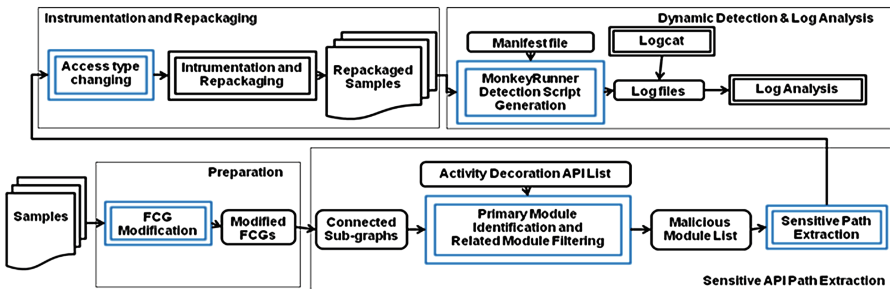 Instrumentation and Repackaging
Access type
changing
Intrumentation and
Repackaging
Repackaged
Samples
Dynamic Detection & Log Analysis
Manifest file
Logcat
MonkeyRunner
Detection Script
Generation
Log files
Log Analysis
Preparation
Samples
FCG
Modification
Modified
FCGs
Activity Decoration API List
Connected
Sub-graphs
Primary Module
Identification and
Related Module Filtering
Malicious
Module List
Sensitive Path
Extraction
Sensitive API Path Extraction